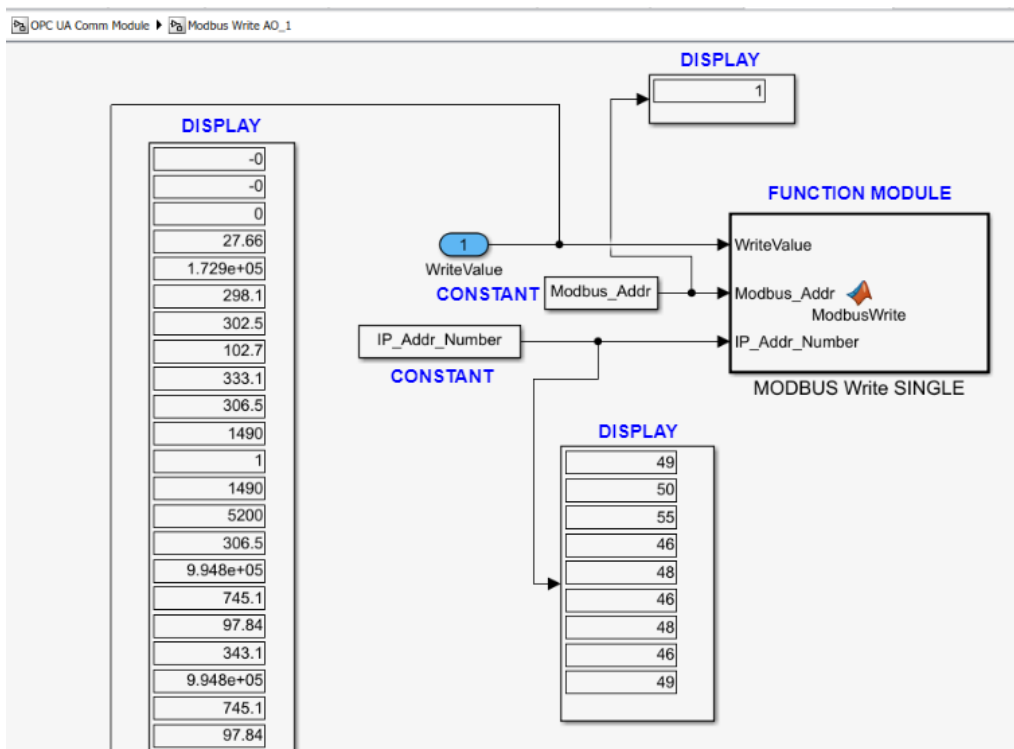 OPC UA Comm Module ▶ Modbus Write AO_1
DISPLAY
1
DISPLAY
-0
-0
0
27.66
1.729e+05
298.1
302.5
102.7
333.1
306.5
1490
1
1490
5200
306.5
9.948e+05
745.1
97.84
343.1
9.948e+05
745.1
97.84
1
WriteValue
CONSTANT
Modbus_Addr
IP_Addr_Number
CONSTANT
FUNCTION MODULE
WriteValue
Modbus_Addr
ModbusWrite
IP_Addr_Number
MODBUS Write SINGLE
DISPLAY
49
50
55
46
48
46
48
46
49